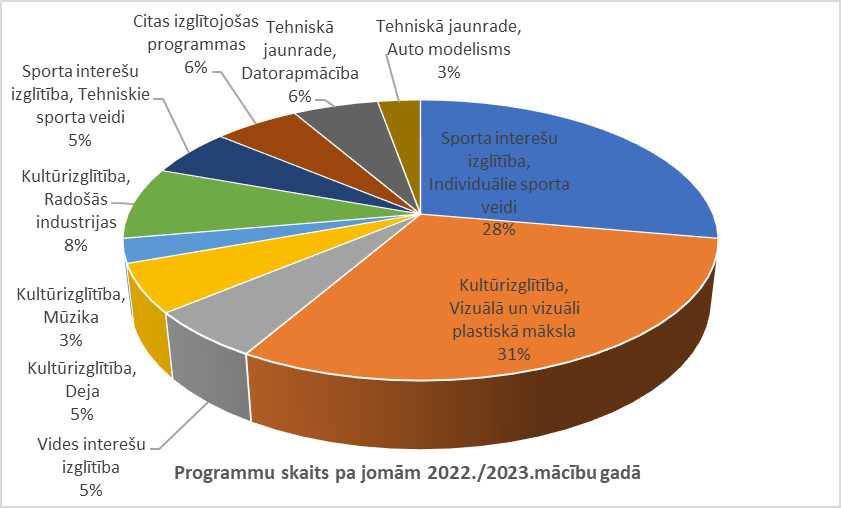 Citas izglītojošas
programmas
6%
Tehniskā
jaunrade,
Datorapmācība
6%
Tehniskā jaunrade,
Auto modelisms
3%
Sporta interešu
izglītība, Tehniskie
sporta veidi
5%
Sporta interešu
izglītība,
Individuālie sporta
veidi
28%
Kultūrizglītība,
Radošās
industrijas
8%
Kultūrizglītība,
Vizuālā un vizuāli
plastiskā māksla
31%
Kultūrizglītība,
Mūzika
3%
Kultūrizglītība,
Deja
5%
Vides interešu
izglītība
5%
Programmu skaits pa jomām 2022./2023.mācību gadā